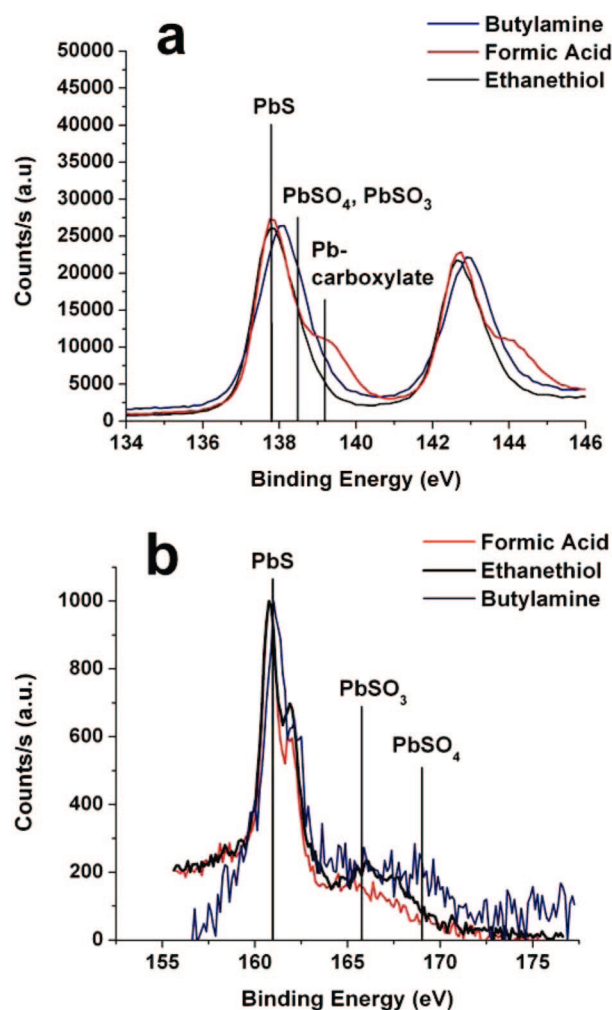 a
Butylamine
Formic Acid
Ethanethiol
PbS
PbSO₄, PbSO₃
Pb-
carboxylate
50000
45000
40000
35000
30000
25000
20000
15000
10000
5000
0
Counts/s (a.u)
134 136 138 140 142 144 146
Binding Energy (eV)
b
Formic Acid
Ethanethiol
Butylamine
PbS
PbSO₃
PbSO₄
1000
800
600
400
200
0
Counts/s (a.u.)
155 160 165 170 175
Binding Energy (eV)